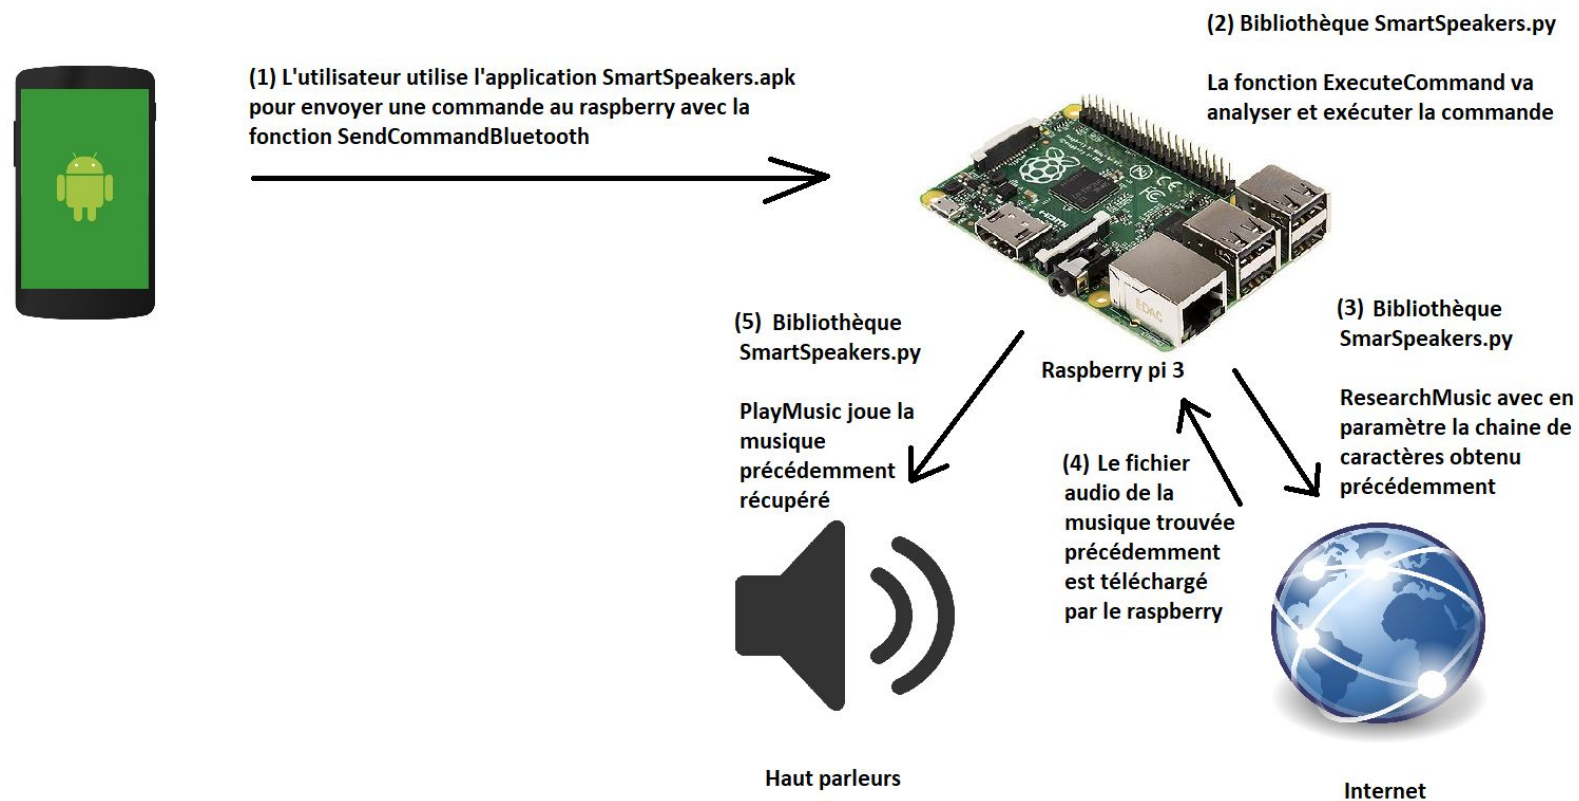 (1) L'utilisateur utilise l'application SmartSpeakers.apk
pour envoyer une commande au raspberry avec la
fonction SendCommandBluetooth
(2) Bibliothèque SmartSpeakers.py
La fonction ExecuteCommand va
analyser et exécuter la commande
Raspberry pi 3
(3) Bibliothèque
SmarSpeakers.py
ResearchMusic avec en
paramètre la chaine de
caractères obtenu
précédemment
(4) Le fichier
audio de la
musique trouvée
précédemment
est téléchargé
par le raspberry
(5) Bibliothèque
SmartSpeakers.py
PlayMusic joue la
musique
précédemment
récupéré
EDAC
HDMI
Haut parleurs
Internet